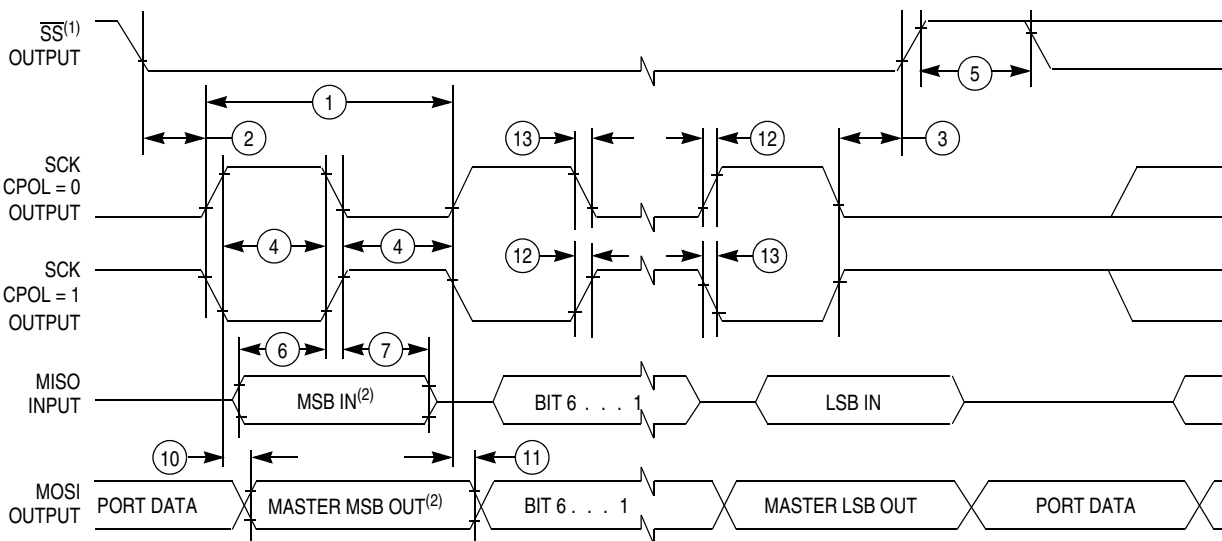 SS(1)
OUTPUT
5
1
2
13
12
3
SCK
CPOL = 0
OUTPUT
4
4
12
13
SCK
CPOL = 1
OUTPUT
6
7
MISO
INPUT
MSB IN(2)
BIT 6 . . . 1
LSB IN
10
11
MOSI
OUTPUT
PORT DATA
MASTER MSB OUT(2)
BIT 6 . . . 1
MASTER LSB OUT
PORT DATA